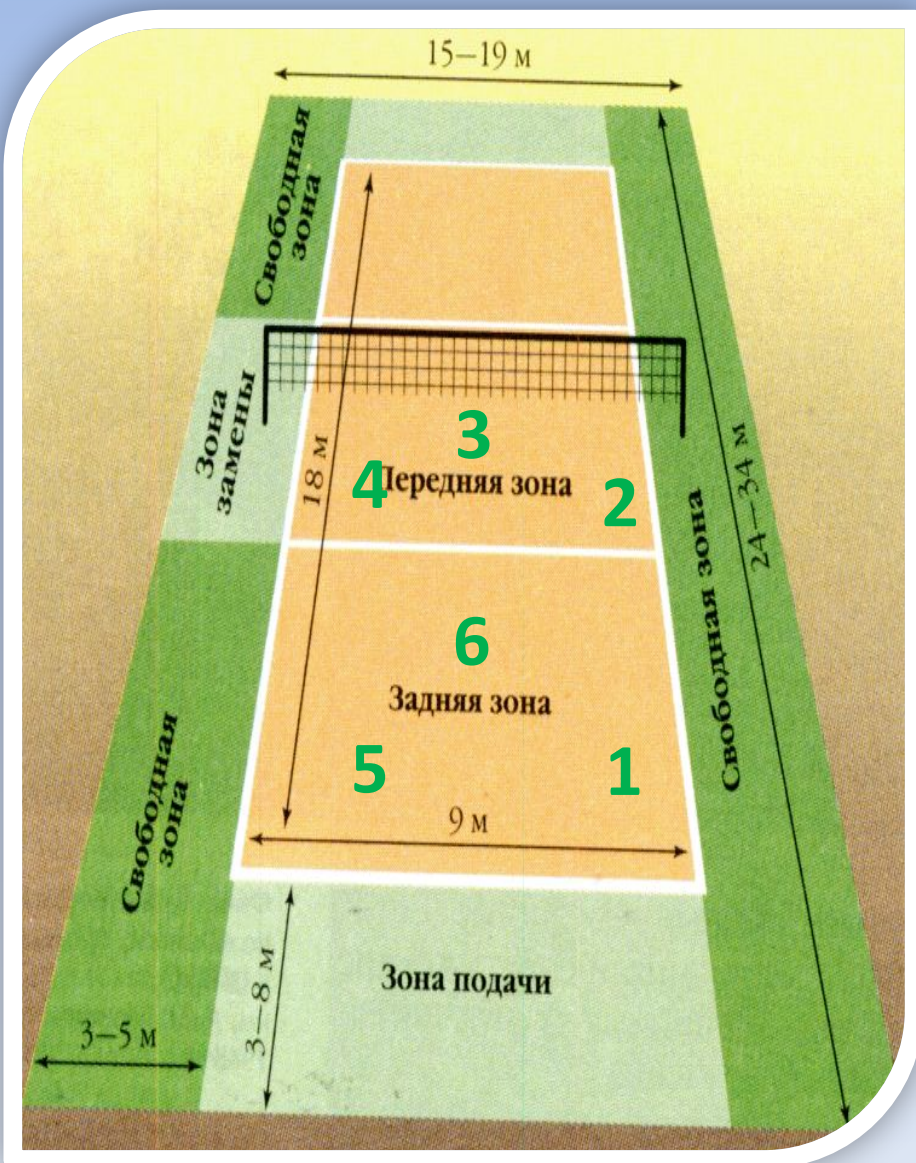 15–19 м
Свободная
зона
Зона
замены
18 м
3
4
Передняя зона
2
24–34 м
Свободная зона
6
Задняя зона
5
1
9 м
Свободная
зона
3–8 м
Зона подачи
3–5 м